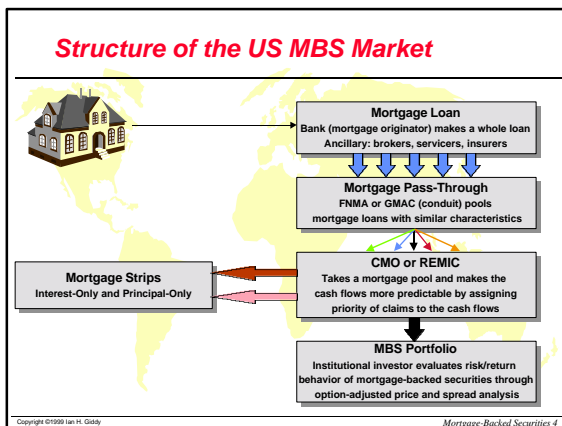 Structure of the US MBS Market
Mortgage Loan
Bank (mortgage originator) makes a whole loan
Ancillary: brokers, servicers, insurers
Mortgage Pass-Through
FNMA or GMAC (conduit) pools
mortgage loans with similar characteristics
CMO or REMIC
Takes a mortgage pool and makes the
cash flows more predictable by assigning
priority of claims to the cash flows
Mortgage Strips
Interest-Only and Principal-Only
MBS Portfolio
Institutional investor evaluates risk/return
behavior of mortgage-backed securities through
option-adjusted price and spread analysis
Copyright ©1999 Ian H. Giddy
Mortgage-Backed Securities 4